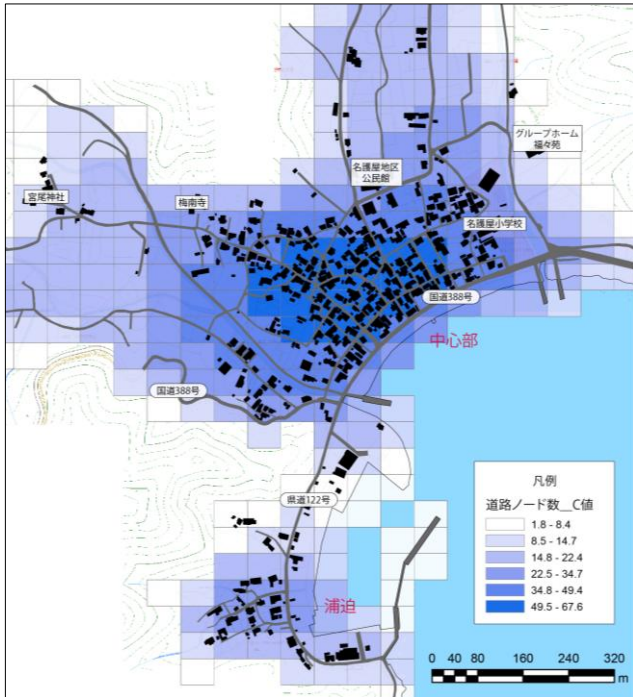 グループホーム
福々苑
名護屋地区
公民館
宮尾神社
梅南寺
名護屋小学校
国道388号
中心部
国道388号
県道122号
浦迫
凡例
道路ノード数__C値
1.8 - 8.4
8.5 - 14.7
14.8 - 22.4
22.5 - 34.7
34.8 - 49.4
49.5 - 67.6
0 40 80 160 240 320
m